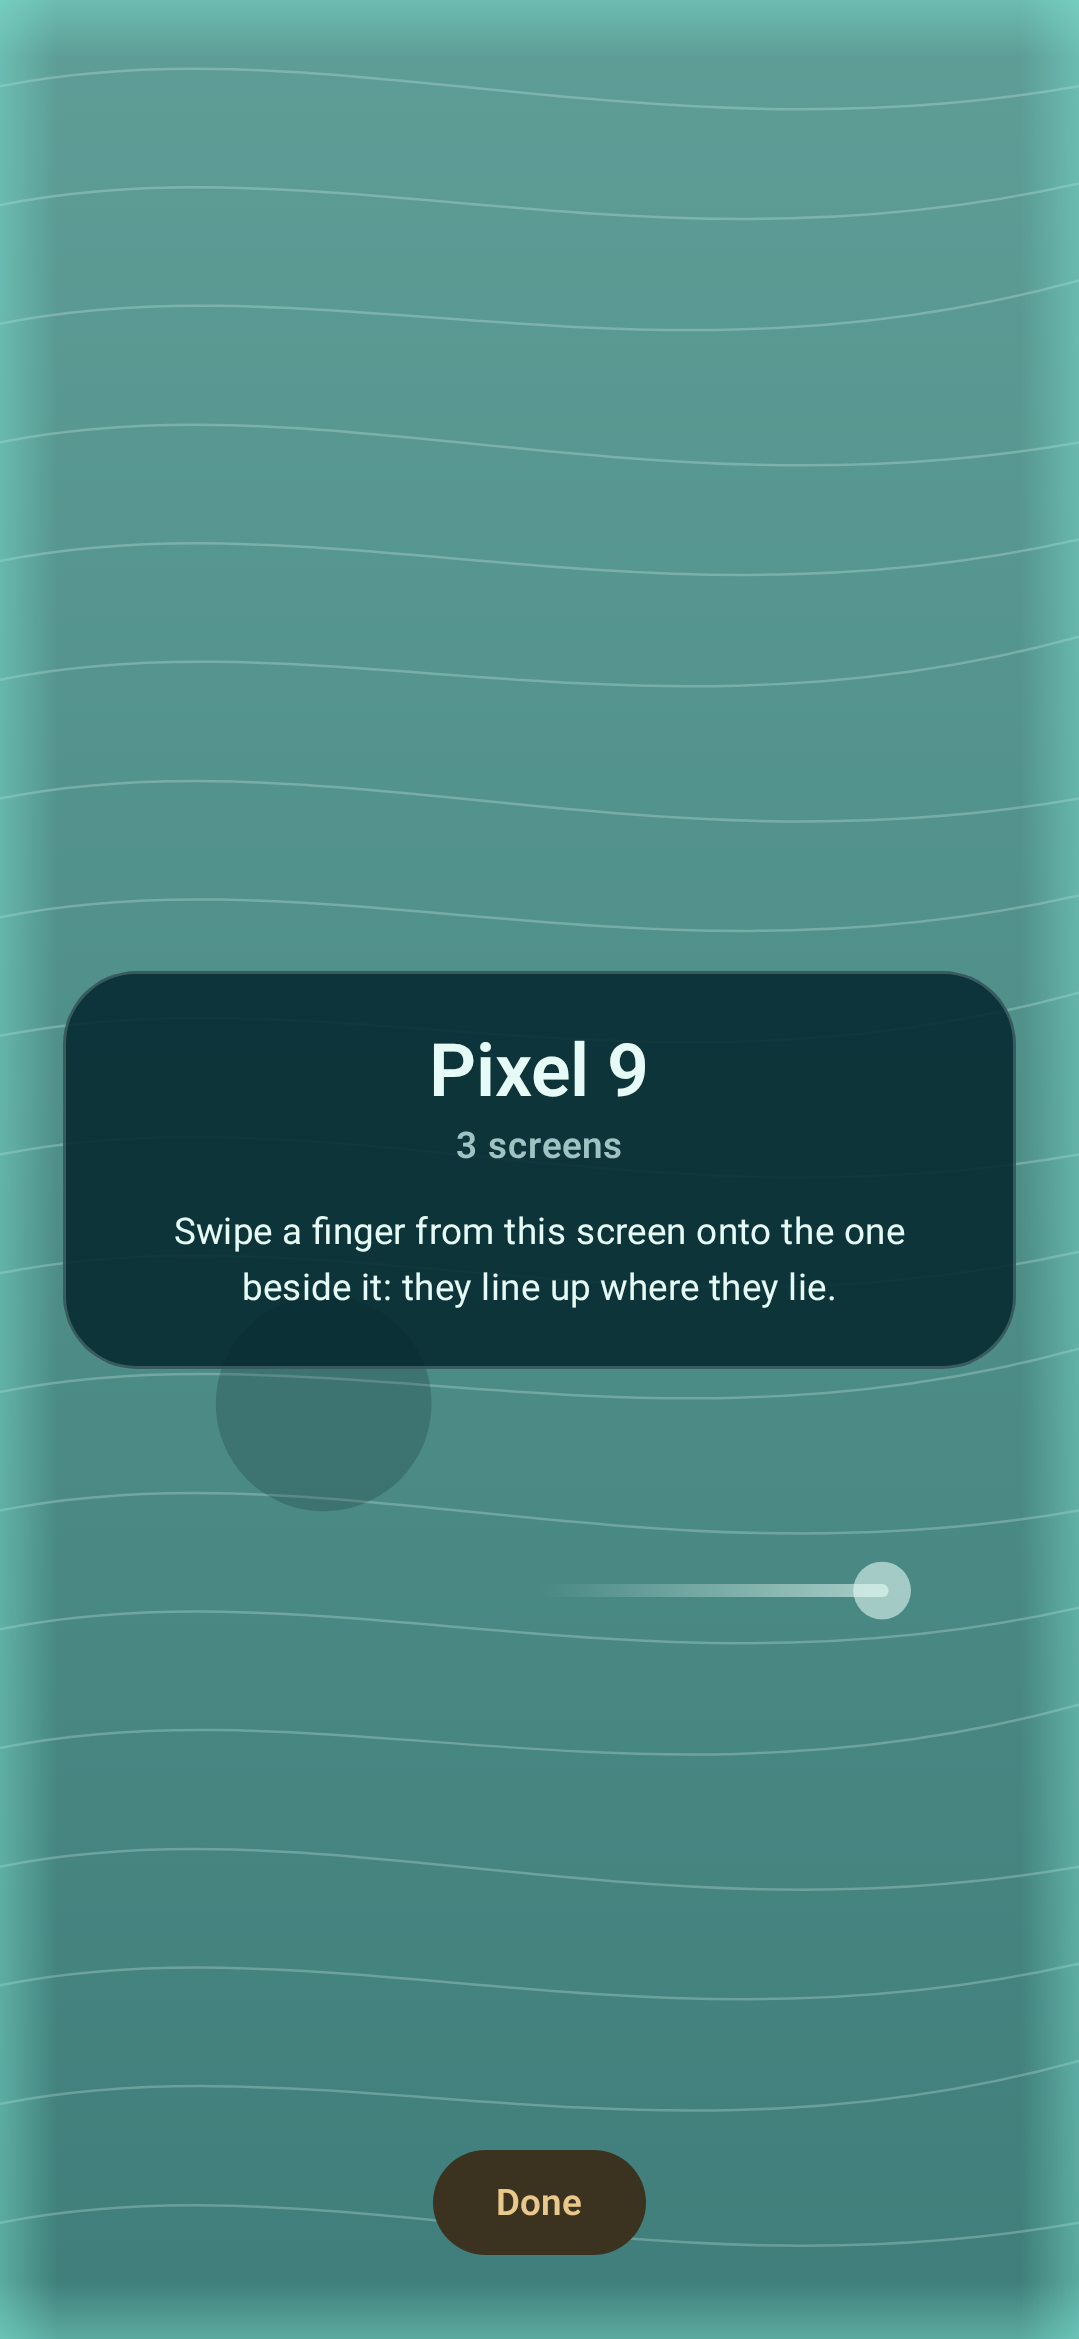 Pixel 9
3 screens
Swipe a finger from this screen onto the one
beside it: they line up where they lie.
Done